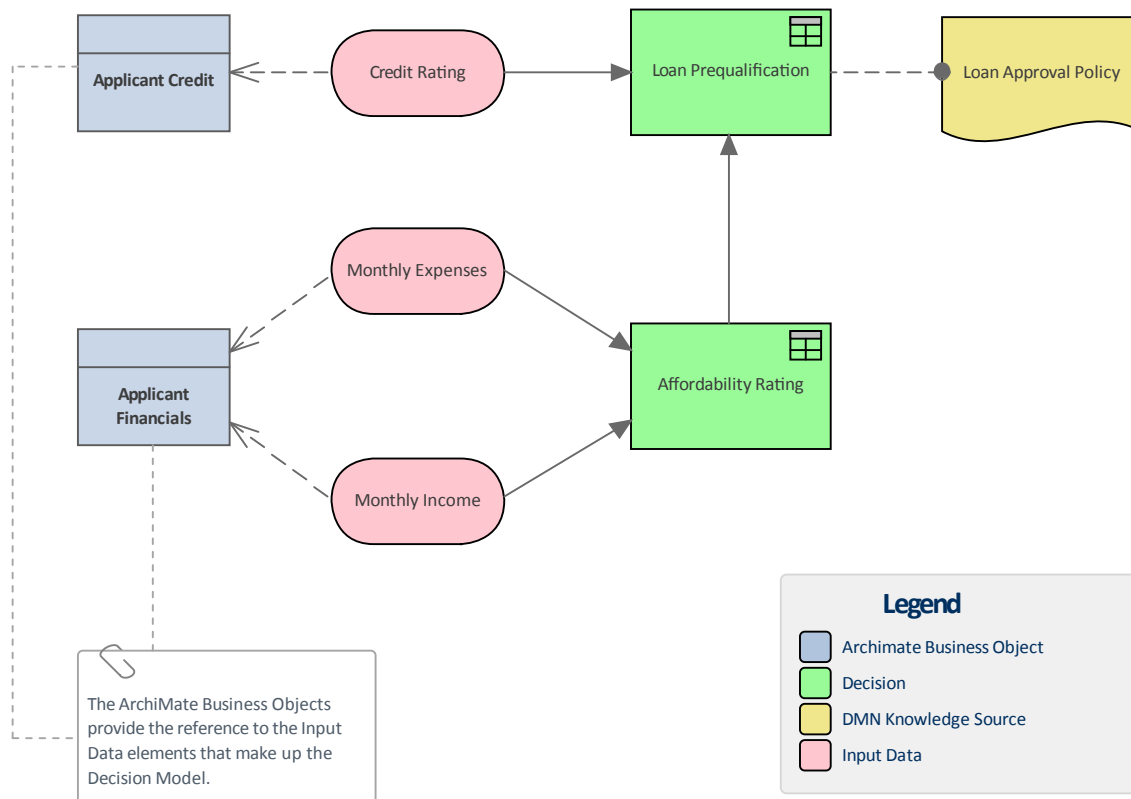 Applicant Credit
Credit Rating
Loan Prequalification
Loan Approval Policy
Monthly Expenses
Applicant
Financials
Affordability Rating
Monthly Income
The ArchiMate Business Objects
provide the reference to the Input
Data elements that make up the
Decision Model.
Legend
Archimate Business Object
Decision
DMN Knowledge Source
Input Data